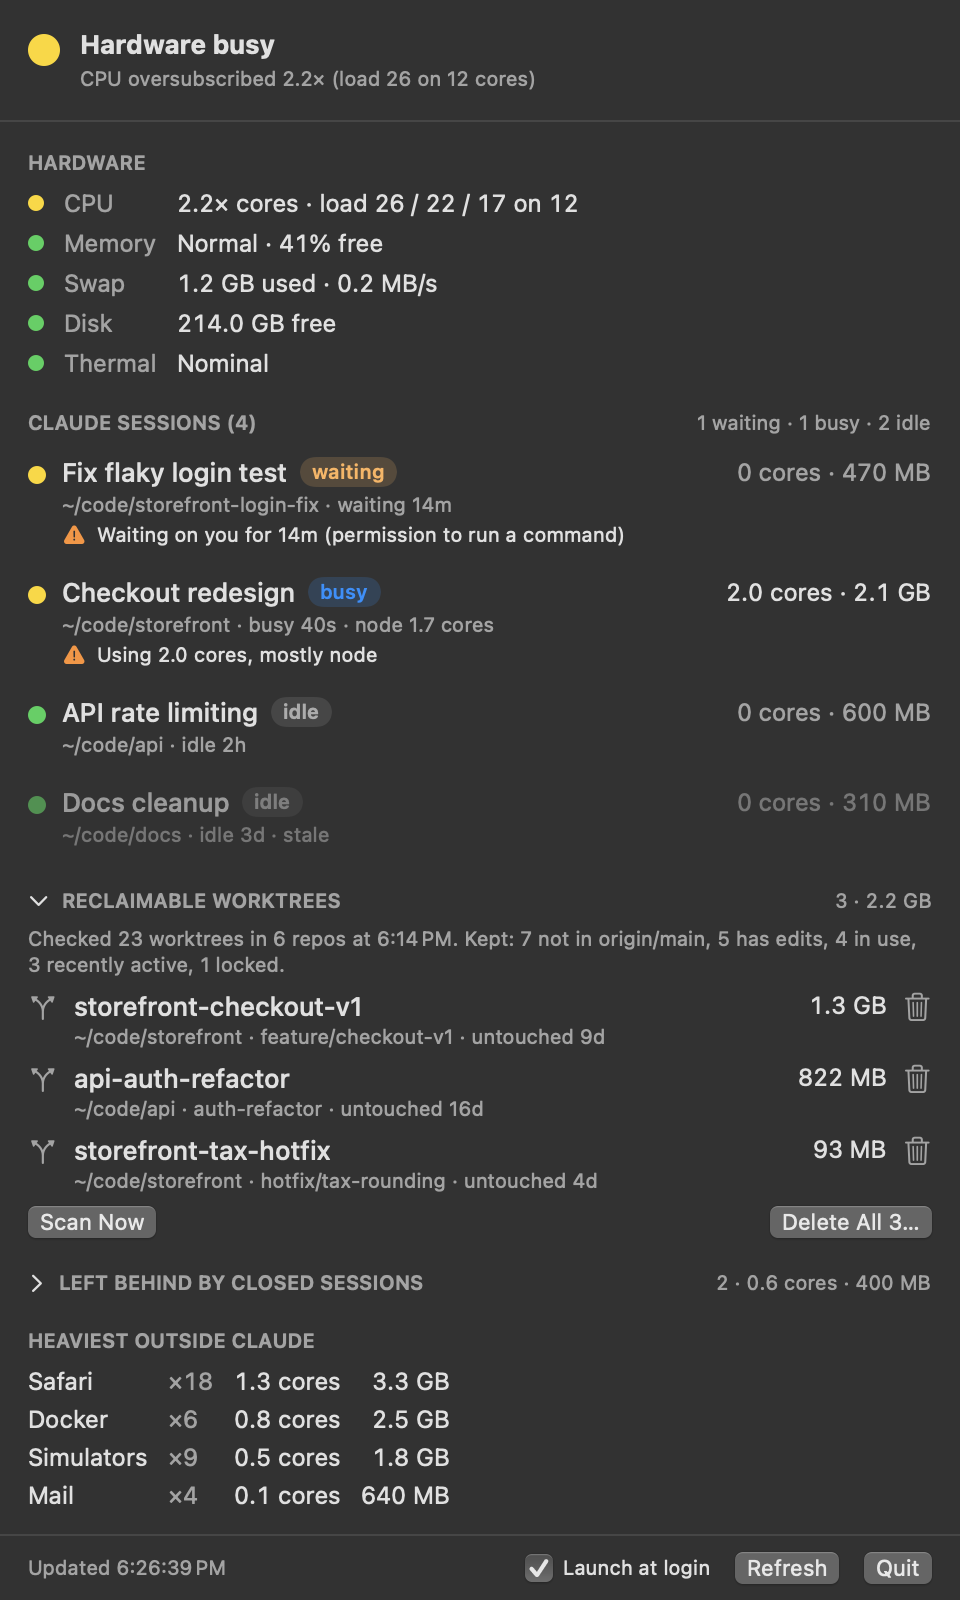 Hardware busy
CPU oversubscribed 2.2× (load 26 on 12 cores)
HARDWARE
CPU 2.2× cores · load 26 / 22 / 17 on 12
Memory Normal · 41% free
Swap 1.2 GB used · 0.2 MB/s
Disk 214.0 GB free
Thermal Nominal
CLAUDE SESSIONS (4) 1 waiting · 1 busy · 2 idle
Fix flaky login test waiting 0 cores · 470 MB
~/code/storefront-login-fix · waiting 14m
Waiting on you for 14m (permission to run a command)
Checkout redesign busy 2.0 cores · 2.1 GB
~/code/storefront · busy 40s · node 1.7 cores
Using 2.0 cores, mostly node
API rate limiting idle 0 cores · 600 MB
~/code/api · idle 2h
Docs cleanup idle 0 cores · 310 MB
~/code/docs · idle 3d · stale
RECLAIMABLE WORKTREES 3 · 2.2 GB
Checked 23 worktrees in 6 repos at 6:14 PM. Kept: 7 not in origin/main, 5 has edits, 4 in use,
3 recently active, 1 locked.
storefront-checkout-v1 1.3 GB
~/code/storefront · feature/checkout-v1 · untouched 9d
api-auth-refactor 822 MB
~/code/api · auth-refactor · untouched 16d
storefront-tax-hotfix 93 MB
~/code/storefront · hotfix/tax-rounding · untouched 4d
Scan Now Delete All 3...
LEFT BEHIND BY CLOSED SESSIONS 2 · 0.6 cores · 400 MB
HEAVIEST OUTSIDE CLAUDE
Safari ×18 1.3 cores 3.3 GB
Docker ×6 0.8 cores 2.5 GB
Simulators ×9 0.5 cores 1.8 GB
Mail ×4 0.1 cores 640 MB
Updated 6:26:39 PM Launch at login Refresh Quit